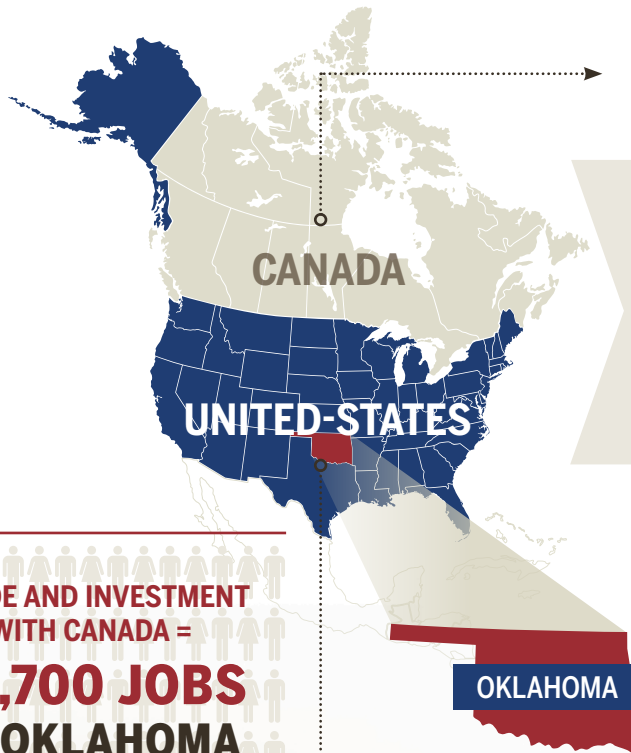 CANADA
UNITED-STATES
DE AND INVESTMENT
WITH CANADA =
,700 JOBS
OKLAHOMA
OKLAHOMA